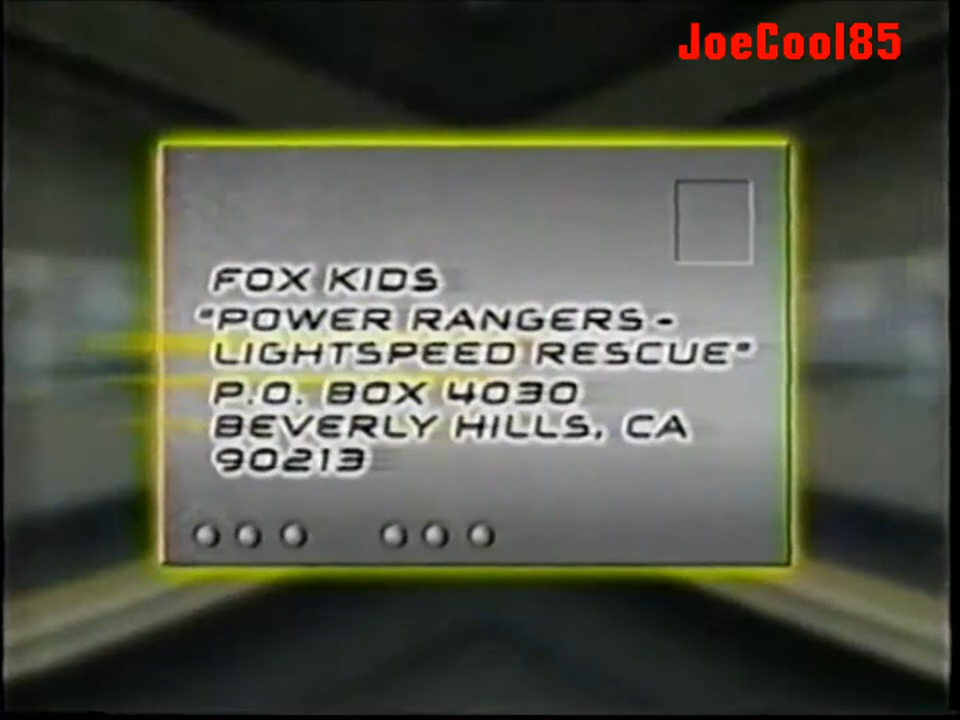 JoeCool85
FOX KIDS
"POWER RANGERS-
LIGHTSPEED RESCUE"
P.O. BOX 4030
BEVERLY HILLS, CA
90213